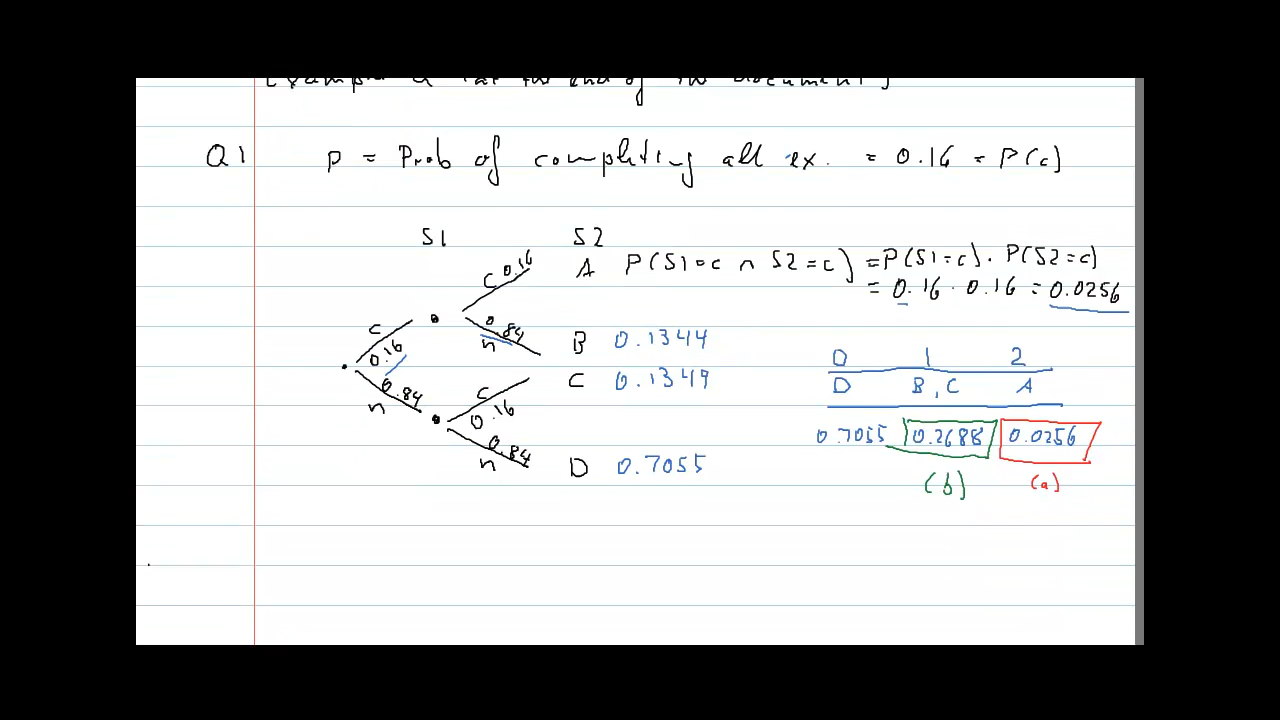 Q1 p = Prob of completing all ex. = 0.16 = P(c)
S1 S2
A P(S1=c ∩ S2=c) = P(S1=c) . P(S2=c)
= 0.16 . 0.16 = 0.0256
c 0.16
0.84
n B 0.1344
c
0.16
0.84
n
c
0.16 C 0.1344
0.84
n D 0.7055
0 1 2
D B, C A
0.7055 0.2688 0.0256
(b) (a)